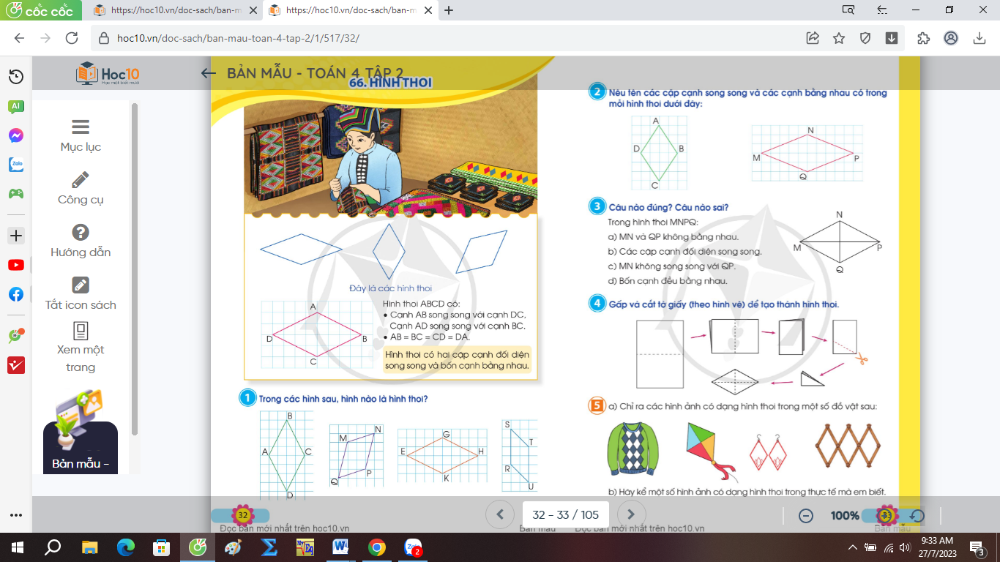 cốc cốc
https://hoc10.vn/doc-sach/ban-m
https://hoc10.vn/doc-sach/ban-m
hoc10.vn/doc-sach/ban-mau-toan-4-tap-2/1/517/32/
Hoc10
Học một biết mười
BẢN MẪU - TOÁN 4 TẬP 2
AI
Zalo
Mục lục
Công cụ
Hướng dẫn
Tắt icon sách
Xem một
trang
Bản mẫu -
66. HÌNH THOI
Đây là các hình thoi
A
D
B
C
Hình thoi ABCD có:
• Cạnh AB song song với cạnh DC,
Cạnh AD song song với cạnh BC.
• AB = BC = CD = DA.
Hình thoi có hai cặp cạnh đối diện
song song và bốn cạnh bằng nhau.
1 Trong các hình sau, hình nào là hình thoi?
B
A
C
D
M
N
P
Q
G
E
H
K
S
T
R
U
32
Đọc bản mới nhất trên hoc10.vn
Bản mẫu
2 Nêu tên các cặp cạnh song song và các cạnh bằng nhau có trong
mỗi hình thoi dưới đây:
A
D
B
C
N
M
P
Q
3 Câu nào đúng? Câu nào sai?
Trong hình thoi MNPQ:
a) MN và QP không bằng nhau.
b) Các cặp cạnh đối diện song song.
c) MN không song song với QP.
d) Bốn cạnh đều bằng nhau.
N
M
P
Q
4 Gấp và cắt tờ giấy (theo hình vẽ) để tạo thành hình thoi.
5 a) Chỉ ra các hình ảnh có dạng hình thoi trong một số đồ vật sau:
b) Hãy kể một số hình ảnh có dạng hình thoi trong thực tế mà em biết.
Đọc bản mới nhất trên hoc10.vn
Bản mẫu
32 - 33 / 105
100%
9:33 AM
27/7/2023
3
Zalo
2